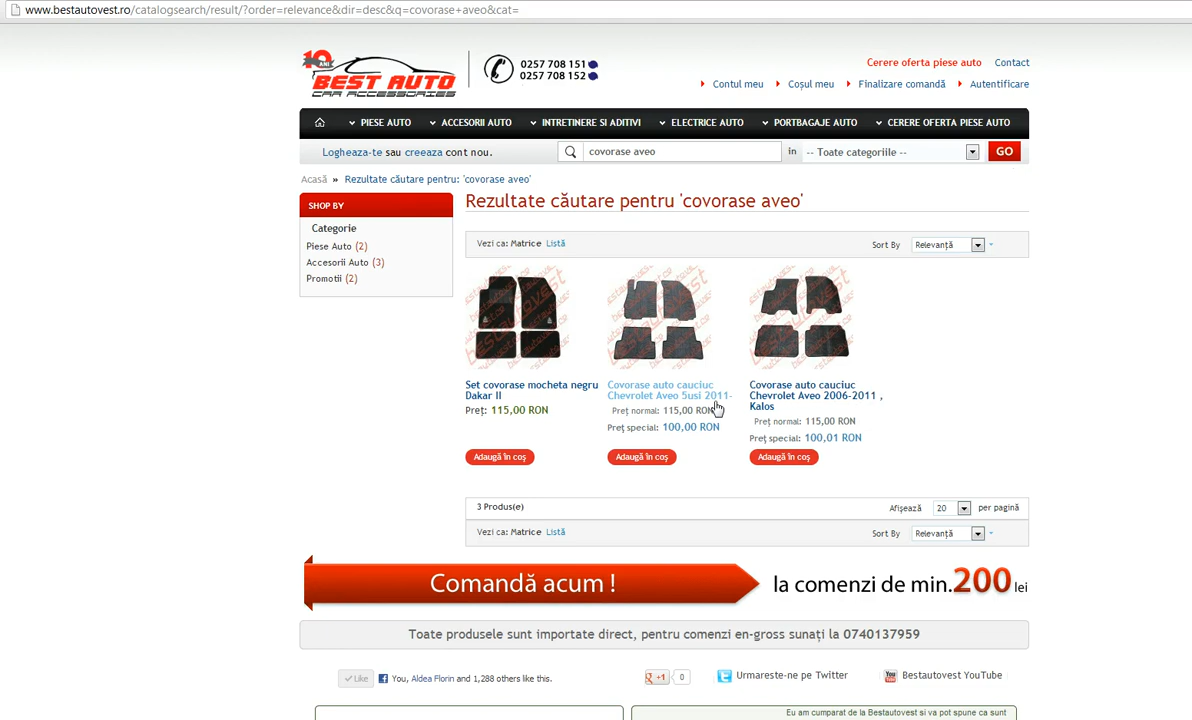 www.bestautovest.ro/catalogsearch/result/?order=relevance&dir=desc&q=covorase+aveo&cat=
10 ANI
BEST AUTO
CAR ACCESSORIES
0257 708 151
0257 708 152
Cerere oferta piese auto Contact
Contul meu Coșul meu Finalizare comandă Autentificare
PIESE AUTO ACCESORII AUTO INTRETINERE SI ADITIVI ELECTRICE AUTO PORTBAGAJE AUTO CERERE OFERTA PIESE AUTO
Logheaza-te sau creeaza cont nou.
covorase aveo in -- Toate categoriile -- GO
Acasă » Rezultate căutare pentru: 'covorase aveo'
SHOP BY
Categorie
Piese Auto (2)
Accesorii Auto (3)
Promotii (2)
Rezultate căutare pentru 'covorase aveo'
Vezi ca: Matrice Listă
Sort By Relevanță
Set covorase mocheta negru Dakar II
Preț: 115,00 RON
Adaugă în coș
Covorase auto cauciuc
Chevrolet Aveo 5usi 2011-
Preț normal: 115,00 RON
Preț special: 100,00 RON
Adaugă în coș
Covorase auto cauciuc
Chevrolet Aveo 2006-2011 ,
Kalos
Preț normal: 115,00 RON
Preț special: 100,01 RON
Adaugă în coș
3 Produs(e)
Afișează 20 per pagină
Vezi ca: Matrice Listă
Sort By Relevanță
Comandă acum !
la comenzi de min.200 lei
Toate produsele sunt importate direct, pentru comenzi en-gross sunați la 0740137959
Like
You, Aldea Florin and 1,288 others like this.
+1 0
Urmareste-ne pe Twitter
Bestautovest YouTube
Eu am cumparat de la Bestautovest si va pot spune ca sunt